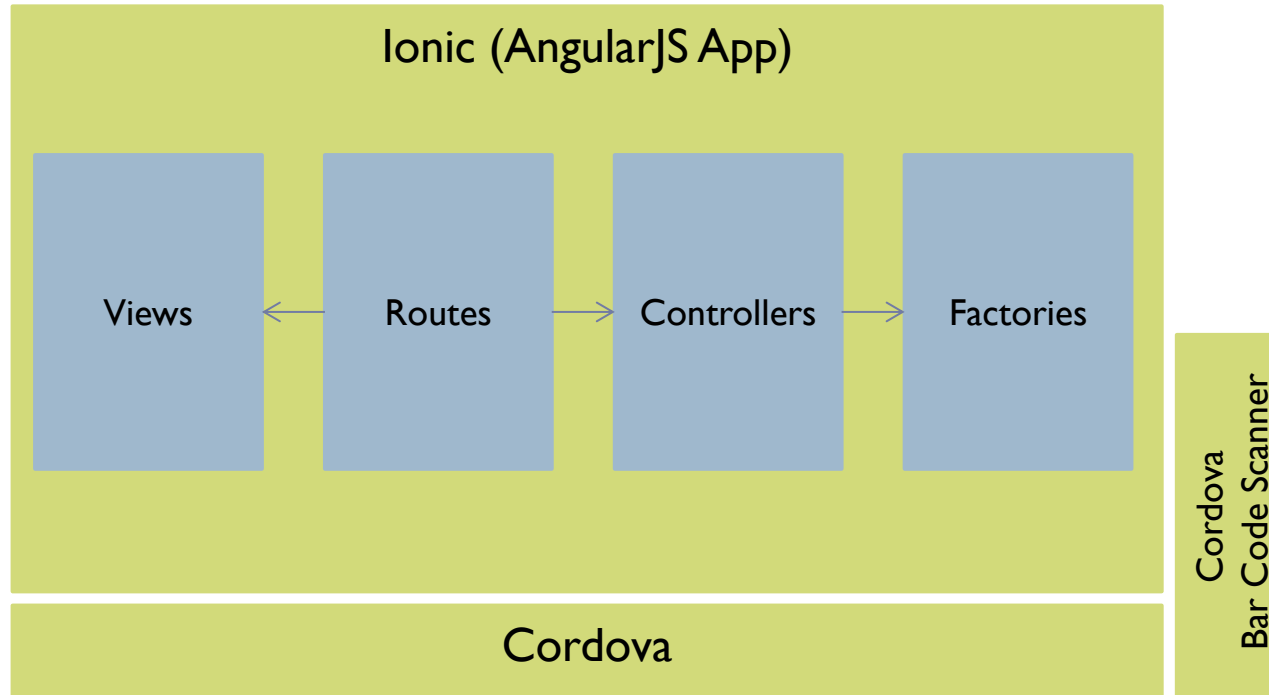 Ionic (AngularJS App)
Views
Routes
Controllers
Factories
Cordova
Bar Code Scanner
Cordova